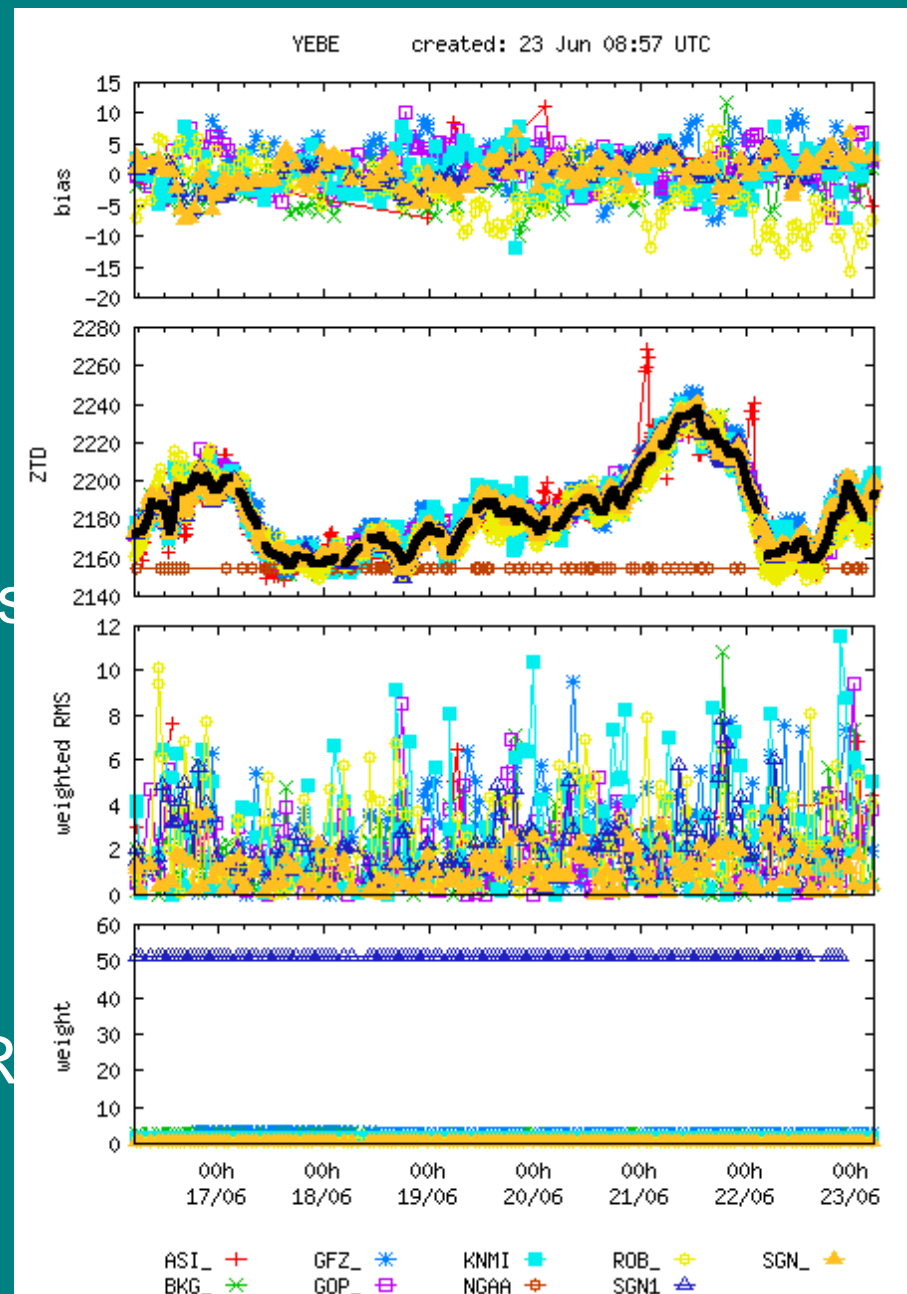 YEBE created: 23 Jun 08:57 UTC
15
10
5
0
-5
-10
-15
-20
bias
2280
2260
2240
2220
2200
2180
2160
2140
ZTD
S
12
10
8
6
4
2
0
weighted RMS
60
50
40
30
20
10
0
weight
R
00h 00h 00h 00h 00h 00h 00h
17/06 18/06 19/06 20/06 21/06 22/06 23/06
ASI_ GFZ_ KNMI ROB_ SGN_
BKG_ GOP_ NGAA SGN1